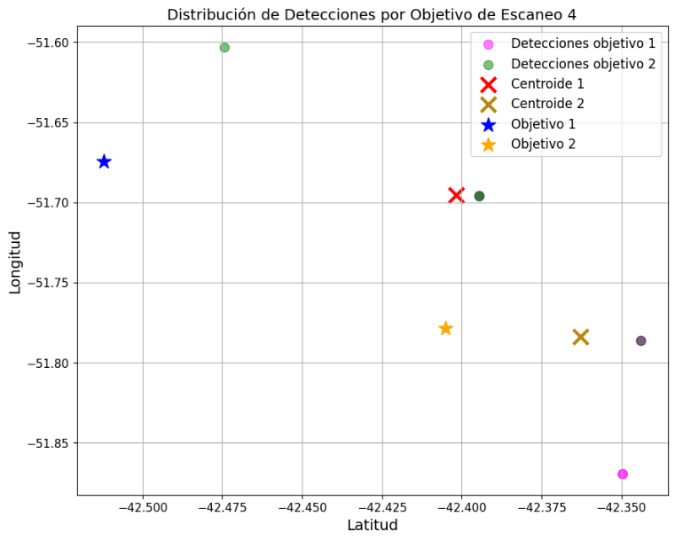 Distribución de Detecciones por Objetivo de Escaneo 4
Detecciones objetivo 1
Detecciones objetivo 2
Centroide 1
Centroide 2
Objetivo 1
Objetivo 2
Longitud
−51.60
−51.65
−51.70
−51.75
−51.80
−51.85
−42.500 −42.475 −42.450 −42.425 −42.400 −42.375 −42.350
Latitud